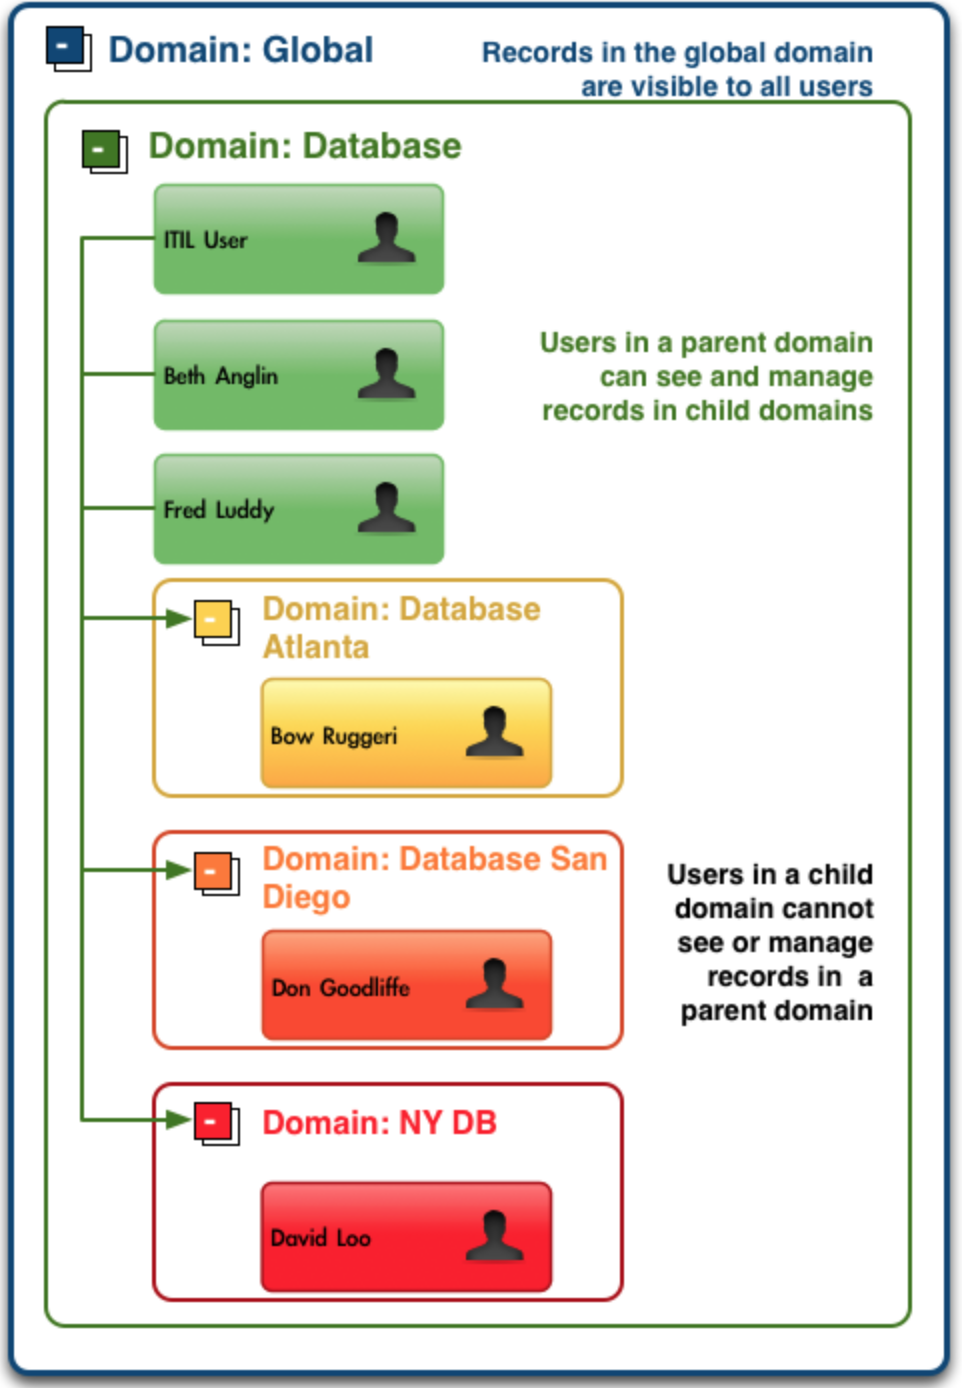 Domain: Global
Records in the global domain
are visible to all users
Domain: Database
ITIL User
Beth Anglin
Users in a parent domain
can see and manage
records in child domains
Fred Luddy
Domain: Database
Atlanta
Bow Ruggeri
Domain: Database San
Diego
Don Goodliffe
Users in a child
domain cannot
see or manage
records in a
parent domain
Domain: NY DB
David Loo